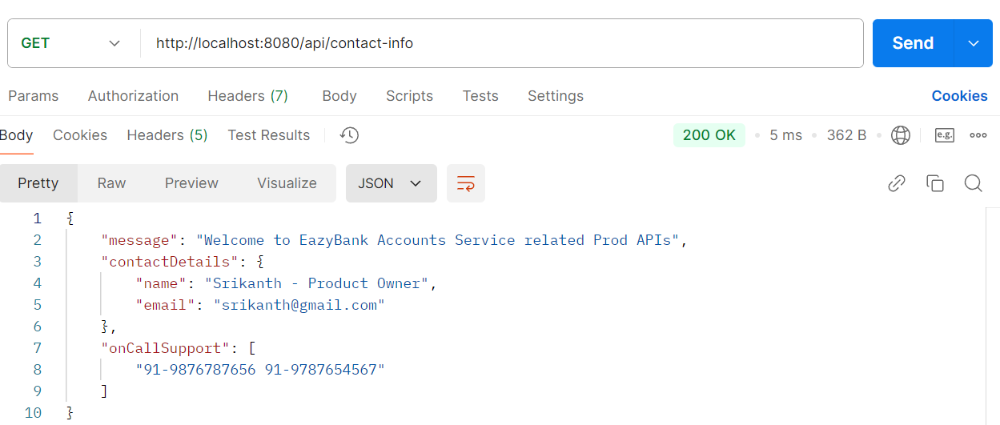 GET http://localhost:8080/api/contact-info Send
Params Authorization Headers (7) Body Scripts Tests Settings Cookies
Body Cookies Headers (5) Test Results 200 OK 5 ms 362 B e.g.
Pretty Raw Preview Visualize JSON
1 {
2 "message": "Welcome to EazyBank Accounts Service related Prod APIs",
3 "contactDetails": {
4 "name": "Srikanth - Product Owner",
5 "email": "srikanth@gmail.com"
6 },
7 "onCallSupport": [
8 "91-9876787656 91-9787654567"
9 ]
10 }